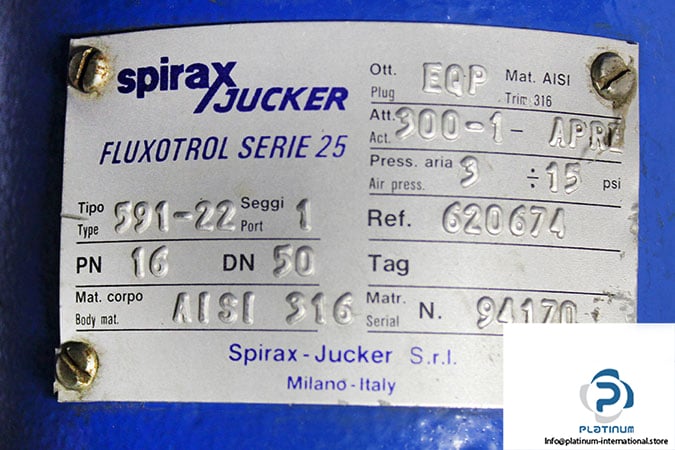 spirax
JUCKER
FLUXOTROL SERIE 25
Tipo
Type 591-22 Seggi
Port 1
PN 16 DN 50
Mat. corpo
Body mat. AISI 316
Ott.
Plug EQP Mat. AISI
Trim 316
Att.
Act. 300-1- APRE
Press. aria
Air press. 3 ÷ 15 psi
Ref. 620674
Tag
Matr.
Serial N. 94170
Spirax - Jucker S.r.l.
Milano - Italy
PLATINUM
Info@platinum-international.store